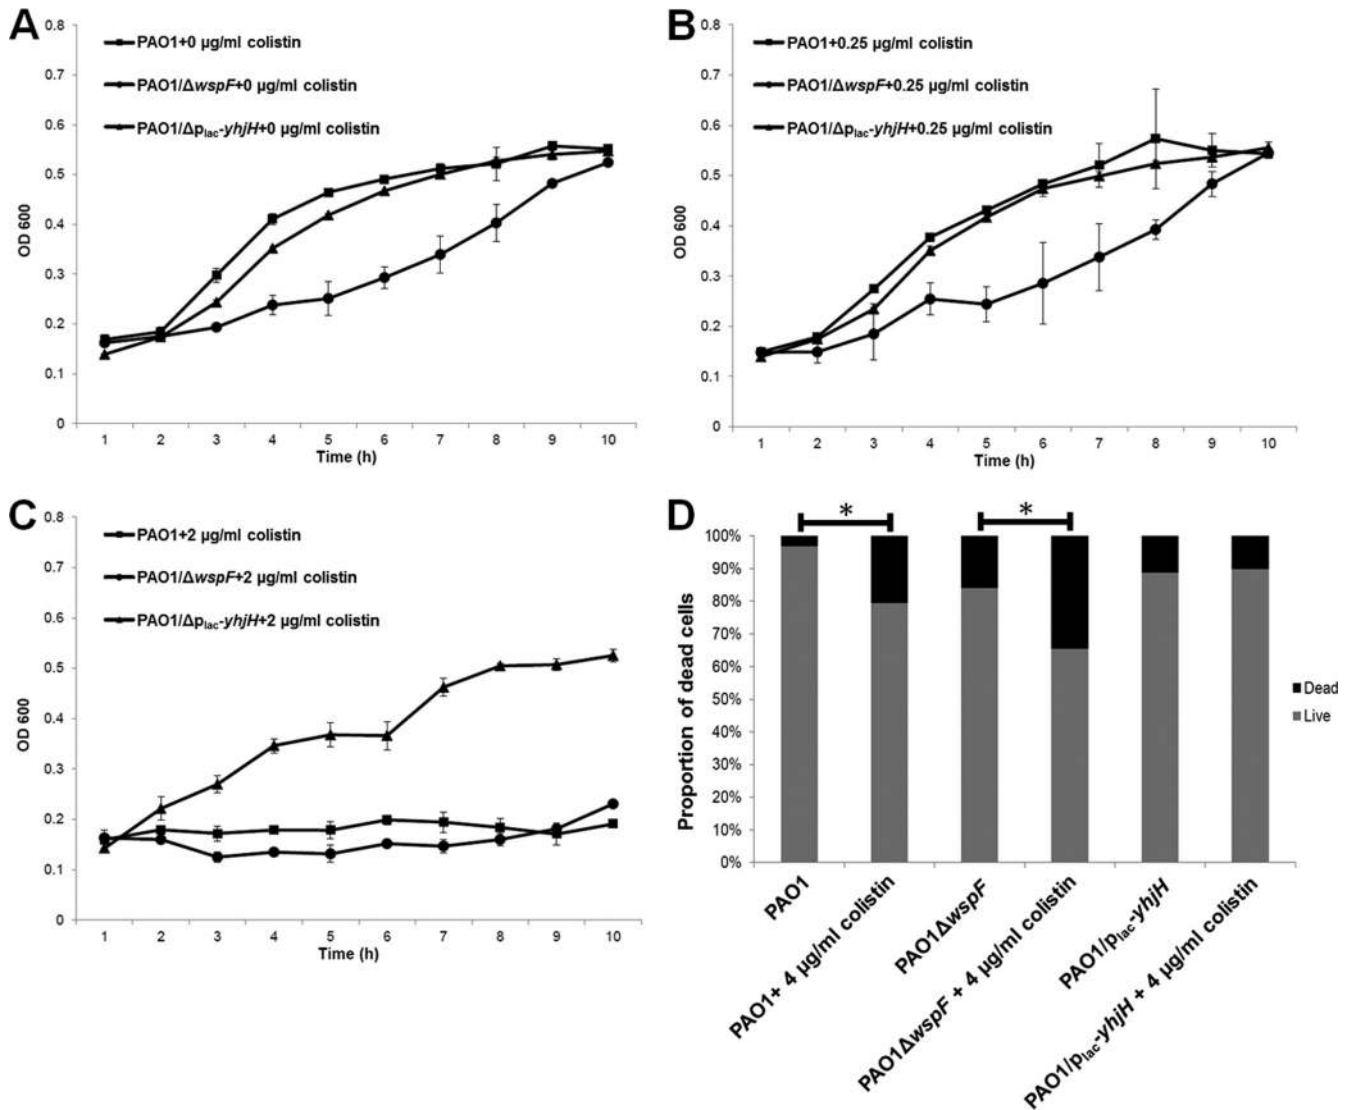 A
0.8
0.7
0.6
0.5
0.4
0.3
0.2
0.1
0
OD 600
PAO1+0 µg/ml colistin
PAO1/ΔwspF+0 µg/ml colistin
PAO1/Δplac-yhjH+0 µg/ml colistin
1 2 3 4 5 6 7 8 9 10
Time (h)
B
0.8
0.7
0.6
0.5
0.4
0.3
0.2
0.1
0
OD 600
PAO1+0.25 µg/ml colistin
PAO1/ΔwspF+0.25 µg/ml colistin
PAO1/Δplac-yhjH+0.25 µg/ml colistin
1 2 3 4 5 6 7 8 9 10
Time (h)
C
0.8
0.7
0.6
0.5
0.4
0.3
0.2
0.1
0
OD 600
PAO1+2 µg/ml colistin
PAO1/ΔwspF+2 µg/ml colistin
PAO1/Δplac-yhjH+2 µg/ml colistin
1 2 3 4 5 6 7 8 9 10
Time (h)
D
* *
100%
90%
80%
70%
60%
50%
40%
30%
20%
10%
0%
Proportion of dead cells
Dead
Live
PAO1
PAO1+ 4 µg/ml colistin
PAO1ΔwspF
PAO1ΔwspF + 4 µg/ml colistin
PAO1/plac-yhjH
PAO1/plac-yhjH + 4 µg/ml colistin